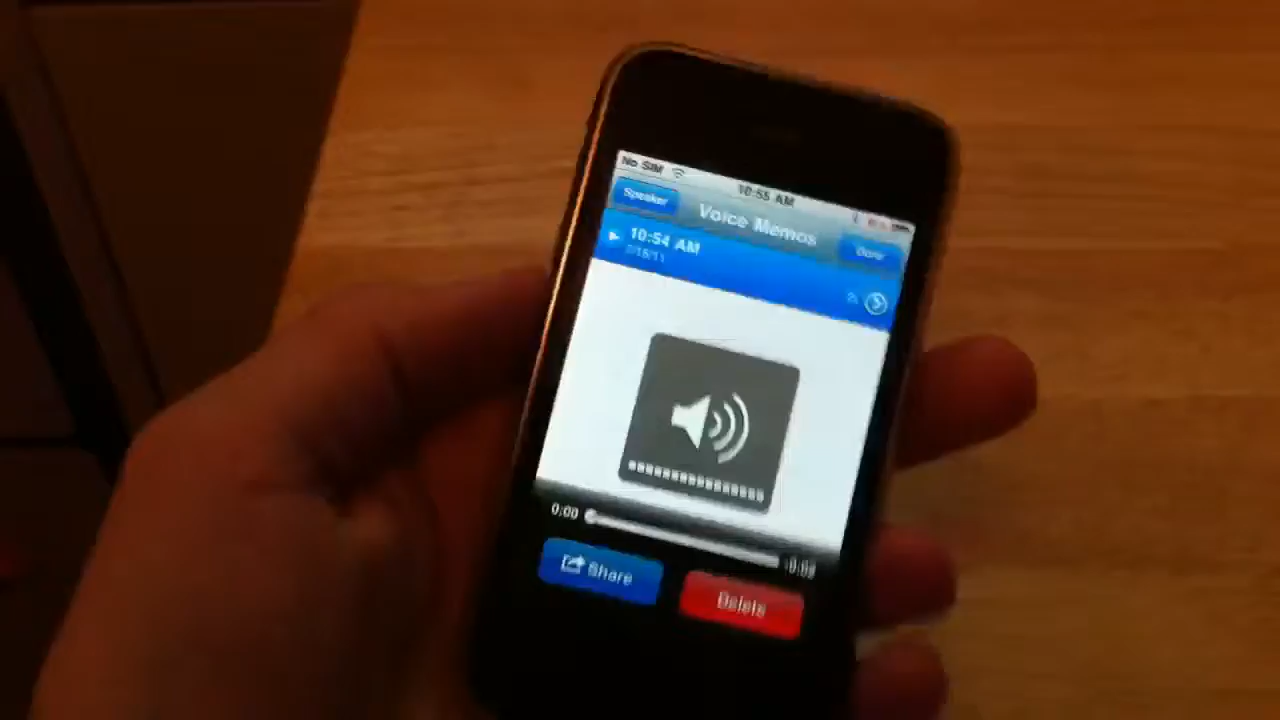 No SIM
10:55 AM
Speaker
Voice Memos
Done
10:54 AM
0:00
Share
Delete